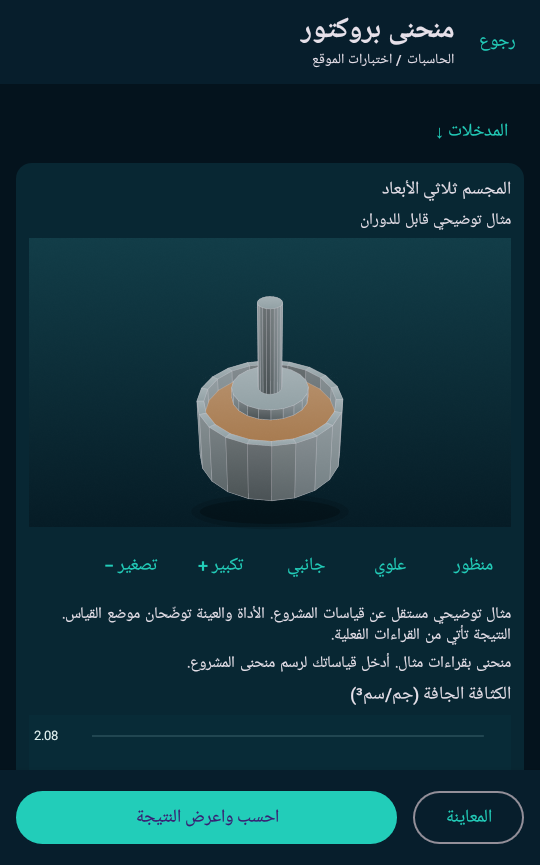 رجوع
منحنى بروكتور
الحاسبات / اختبارات الموقع
المدخلات ↓
المجسم ثلاثي الأبعاد
مثال توضيحي قابل للدوران
منظور
علوي
جانبي
تكبير +
تصغير −
مثال توضيحي مستقل عن قياسات المشروع. الأداة والعينة توضّحان موضع القياس.
النتيجة تأتي من القراءات الفعلية.
منحنى بقراءات مثال. أدخل قياساتك لرسم منحنى المشروع.
الكثافة الجافة (جم/سم³)
2.08
المعاينة
احسب واعرض النتيجة